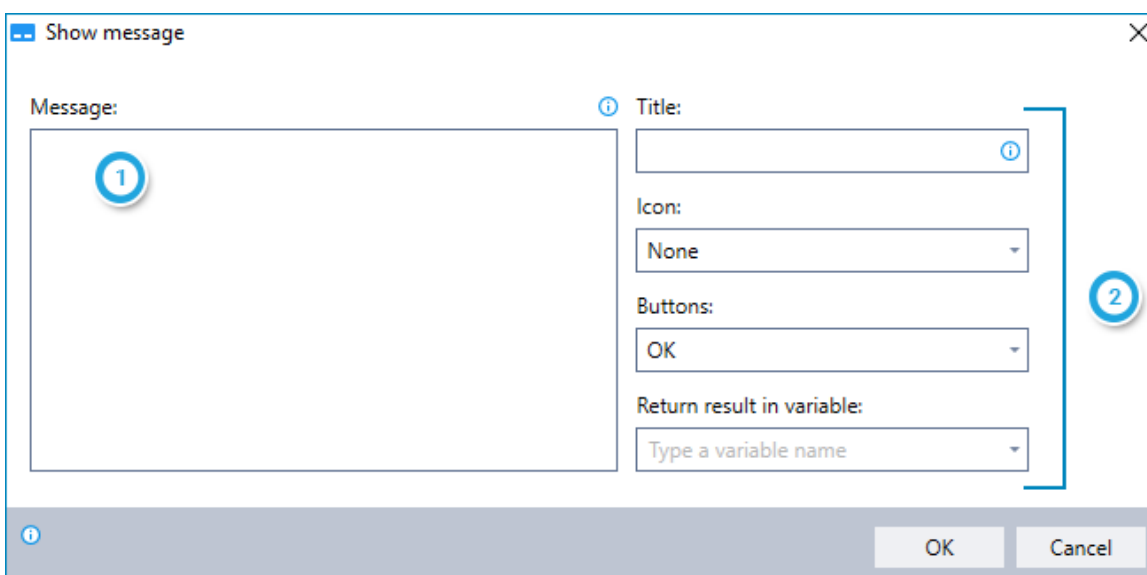 Show message
Message:
Title:
1
Icon:
None
2
Buttons:
OK
Return result in variable:
Type a variable name
OK
Cancel